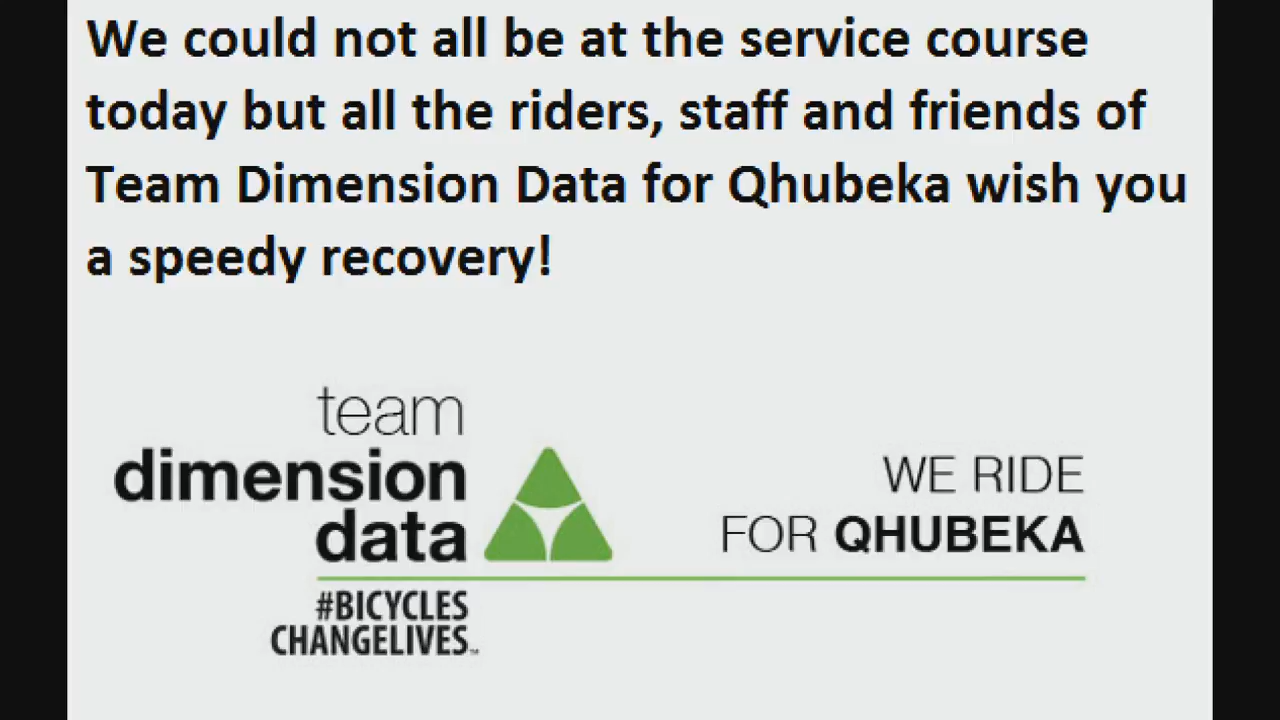 We could not all be at the service course
today but all the riders, staff and friends of
Team Dimension Data for Qhubeka wish you
a speedy recovery!
team
dimension
data
WE RIDE
FOR QHUBEKA
#BICYCLES
CHANGELIVES™